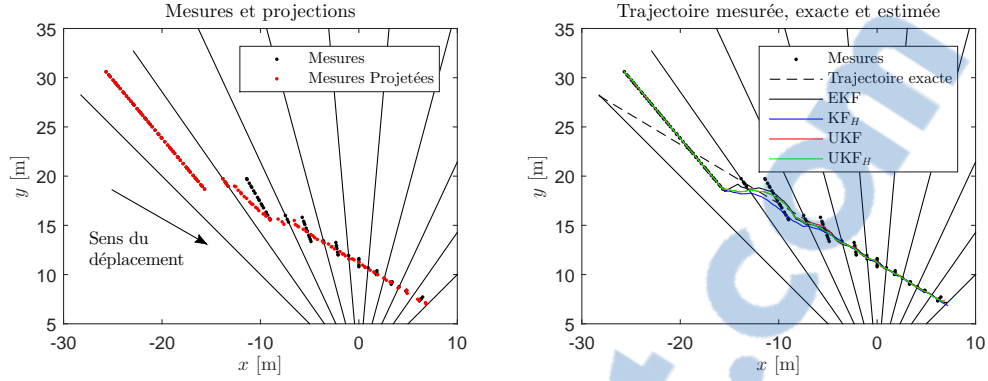 Mesures et projections
35
30
25
20
15
10
5
y [m]
-30
-20
-10
0
10
x [m]
Mesures
Mesures Projetées
Sens du
déplacement
Trajectoire mesurée, exacte et estimée
35
30
25
20
15
10
5
y [m]
-30
-20
-10
0
10
x [m]
Mesures
Trajectoire exacte
EKF
KF_H
UKF
UKF_H
com